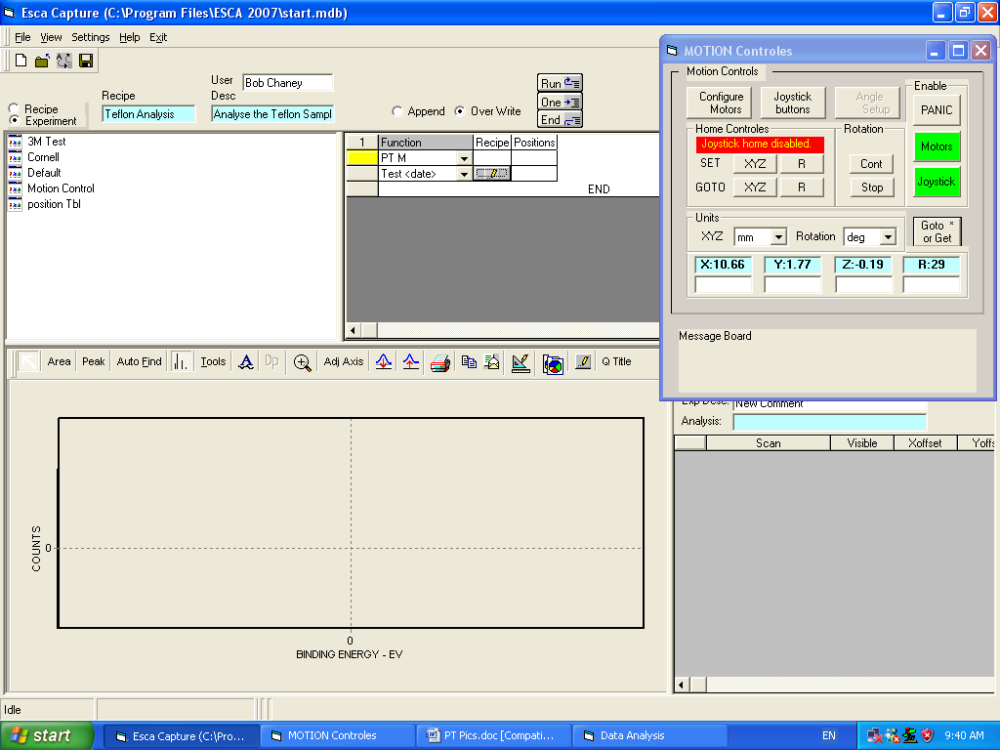 Esca Capture (C:\Program Files\ESCA 2007\start.mdb)
File View Settings Help Exit
Recipe
Experiment
Recipe
Teflon Analysis
User
Bob Chaney
Desc
Analyse the Teflon Sampl
Append
Over Write
Run
One
End
3M Test
Cornell
Default
Motion Control
position Tbl
1 Function Recipe Positions
PT M
Test <date>
END
MOTION Controles
Motion Controls
Configure Motors
Joystick buttons
Angle Setup
Enable
PANIC
Motors
Joystick
Home Controles
Joystick home disabled.
SET XYZ R
GOTO XYZ R
Rotation
Cont
Stop
Units
XYZ mm Rotation deg
Goto * or Get
X:10.66 Y:1.77 Z:-0.19 R:29
Message Board
Area Peak Auto Find Tools Dp Adj Axis Q Title
Exp Desc: New Comment
Analysis:
Scan Visible Xoffset Yoffs
COUNTS
0
0
BINDING ENERGY - EV
Idle
start
Esca Capture (C:\Pro...
MOTION Controles
PT Pics.doc [Compati...
Data Analysis
EN
9:40 AM